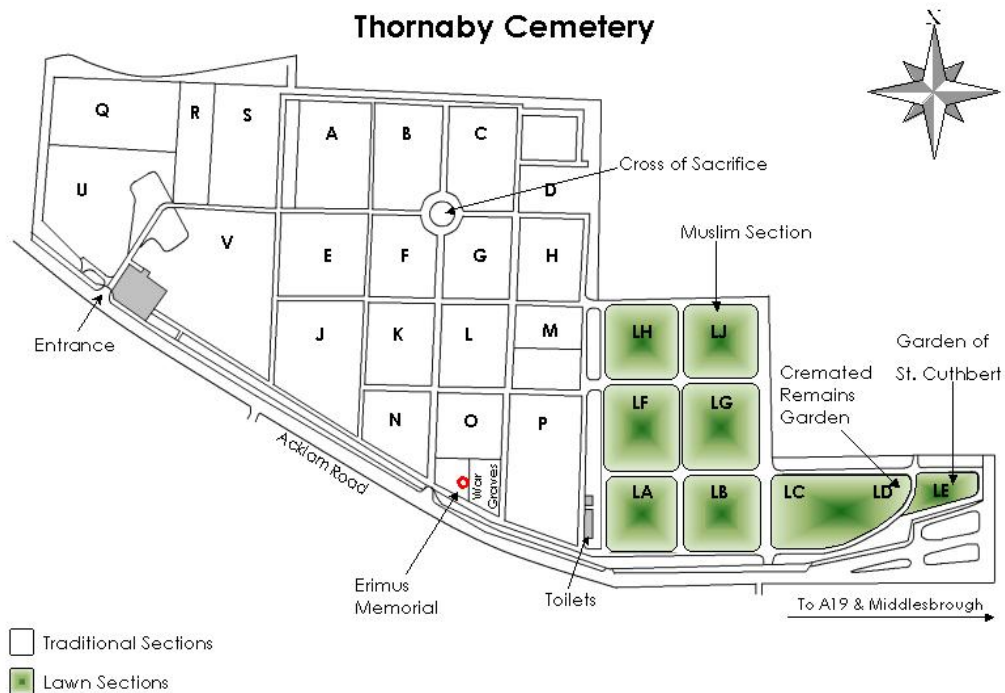 Thornaby Cemetery
N
Q
R
S
A
B
C
Cross of Sacrifice
U
D
Muslim Section
V
E
F
G
H
Entrance
J
K
L
M
LH
LJ
Garden of
St. Cuthbert
Cremated
Remains
Garden
N
O
P
LF
LG
Acklam Road
War
Graves
LA
LB
LC
LD
LE
Erimus
Memorial
Toilets
To A19 & Middlesbrough
Traditional Sections
Lawn Sections